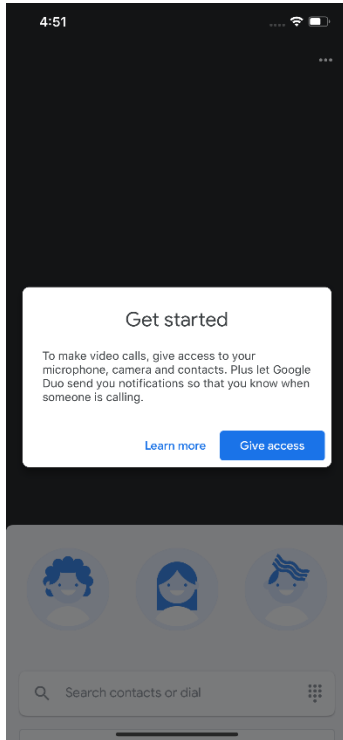 4:51
Get started
To make video calls, give access to your
microphone, camera and contacts. Plus let Google
Duo send you notifications so that you know when
someone is calling.
Learn more Give access
Search contacts or dial